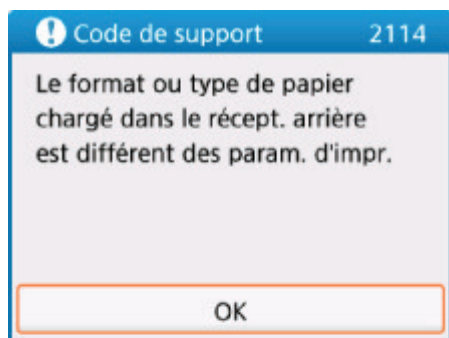 Code de support 2114
Le format ou type de papier
chargé dans le récept. arrière
est différent des param. d'impr.
OK